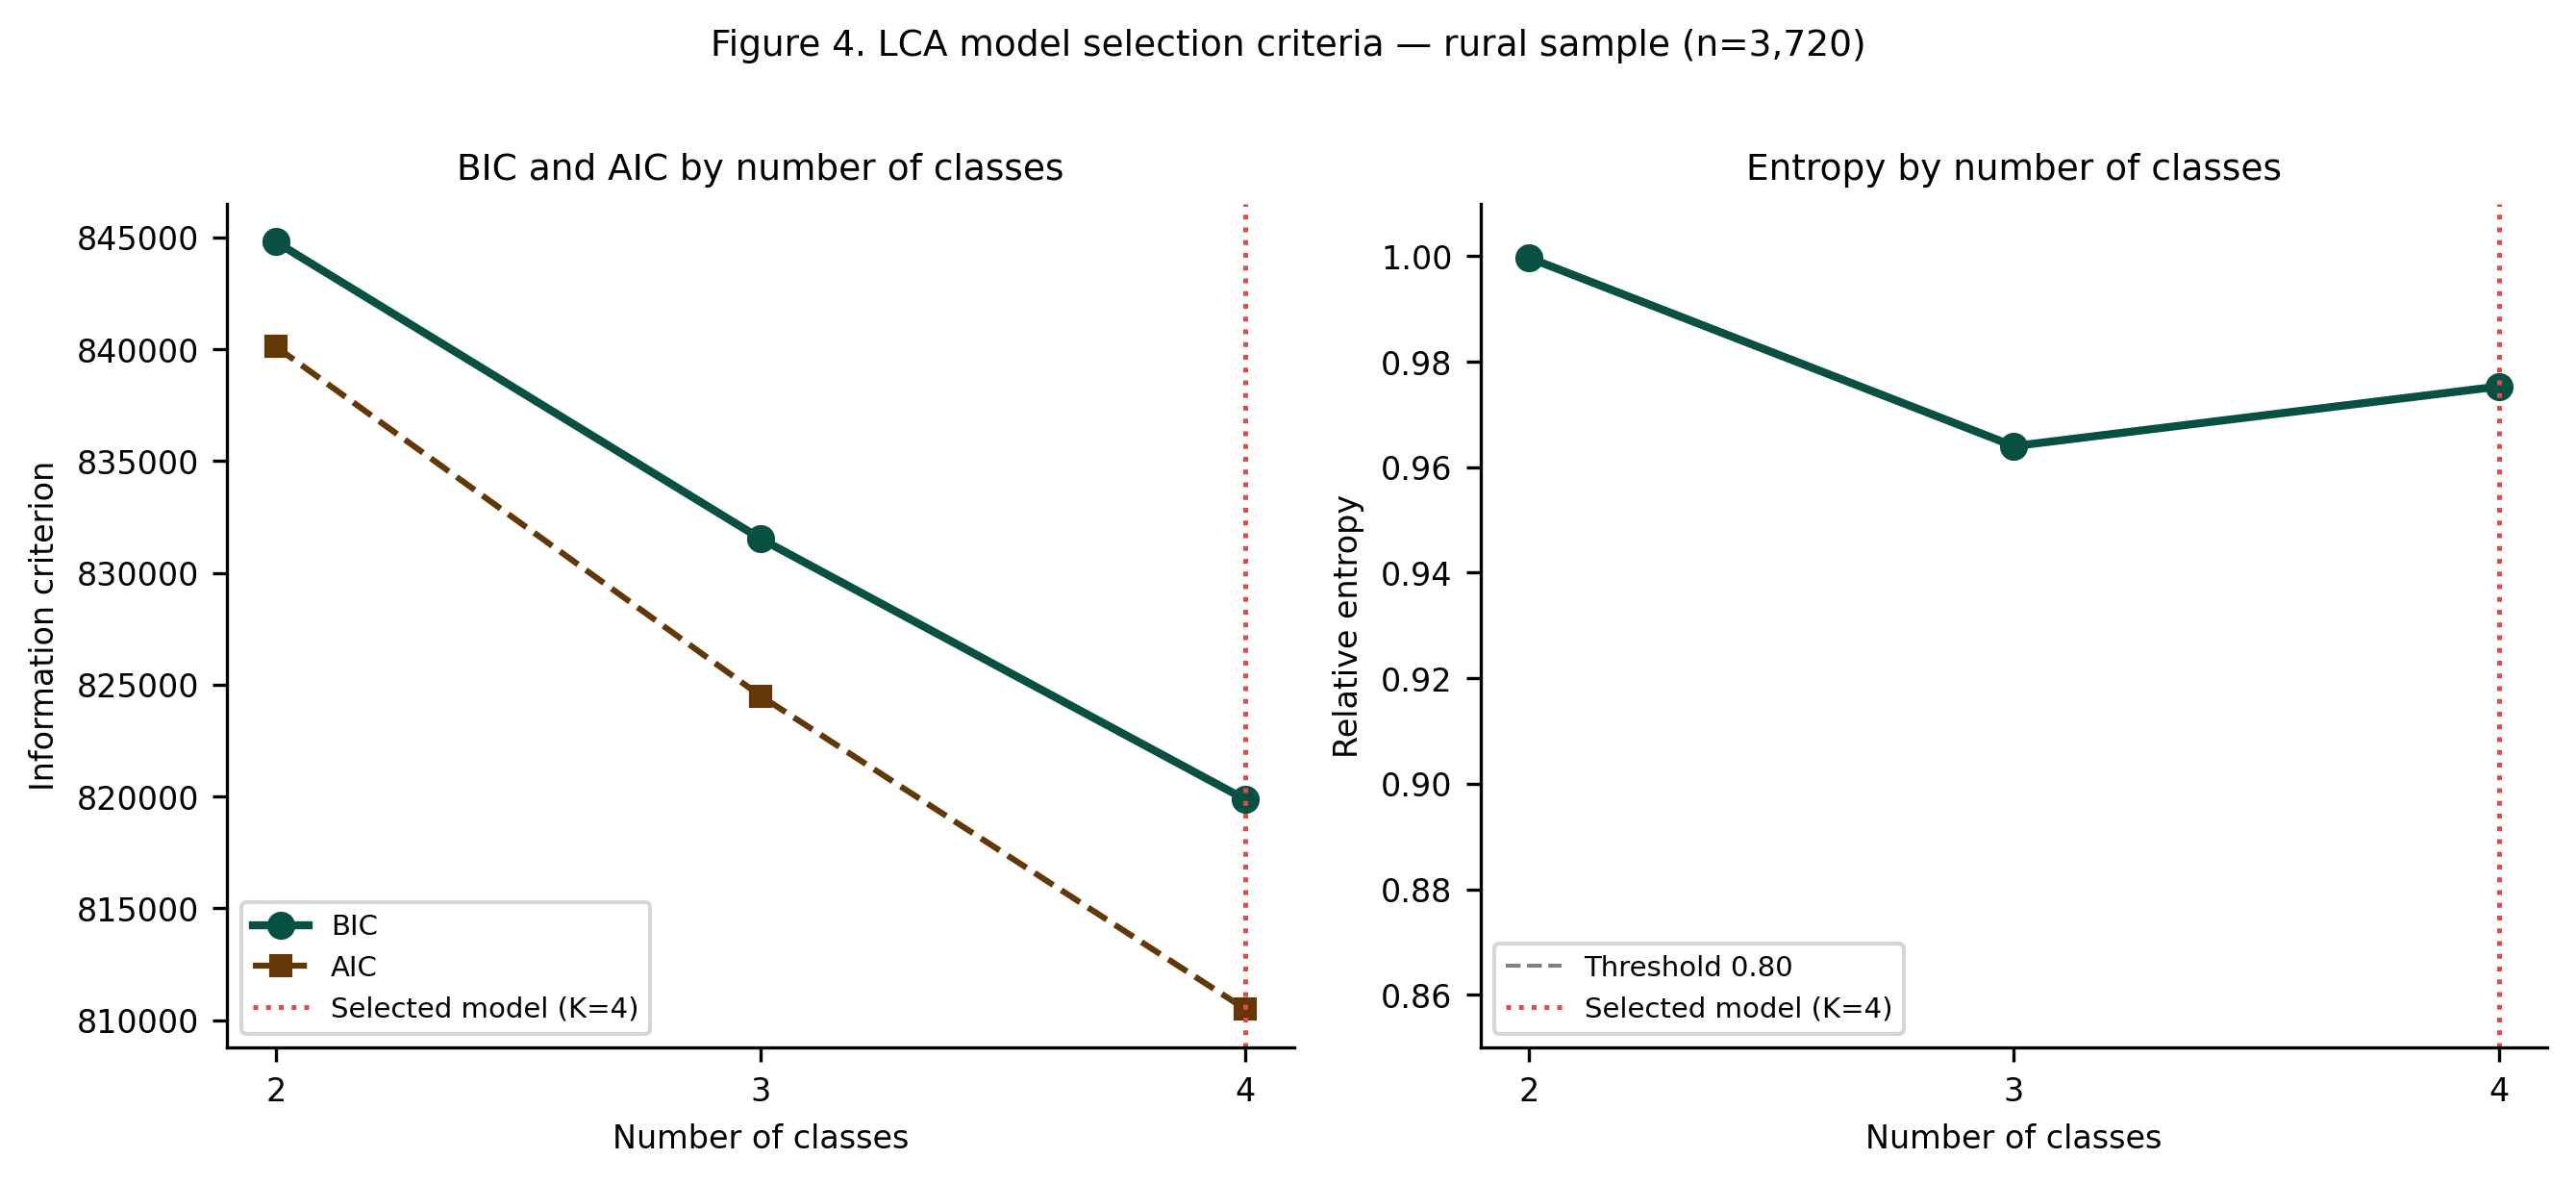 Figure 4. LCA model selection criteria — rural sample (n=3,720)
BIC and AIC by number of classes
Information criterion
845000
840000
835000
830000
825000
820000
815000
810000
BIC
AIC
Selected model (K=4)
2
3
4
Number of classes
Entropy by number of classes
Relative entropy
1.00
0.98
0.96
0.94
0.92
0.90
0.88
0.86
Threshold 0.80
Selected model (K=4)
2
3
4
Number of classes